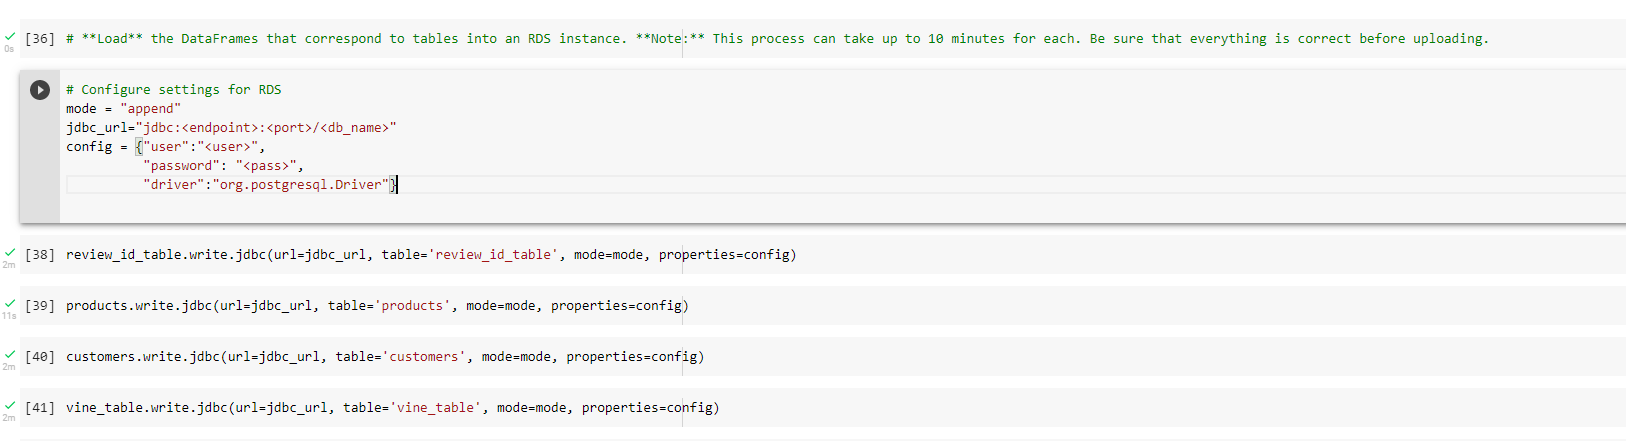 [36] # **Load** the DataFrames that correspond to tables into an RDS instance. **Note:** This process can take up to 10 minutes for each. Be sure that everything is correct before uploading.
0s
# Configure settings for RDS
mode = "append"
jdbc_url="jdbc:<endpoint>:<port>/<db_name>"
config = {"user":"<user>",
"password": "<pass>",
"driver":"org.postgresql.Driver"}
[38] review_id_table.write.jdbc(url=jdbc_url, table='review_id_table', mode=mode, properties=config)
2m
[39] products.write.jdbc(url=jdbc_url, table='products', mode=mode, properties=config)
11s
[40] customers.write.jdbc(url=jdbc_url, table='customers', mode=mode, properties=config)
2m
[41] vine_table.write.jdbc(url=jdbc_url, table='vine_table', mode=mode, properties=config)
2m